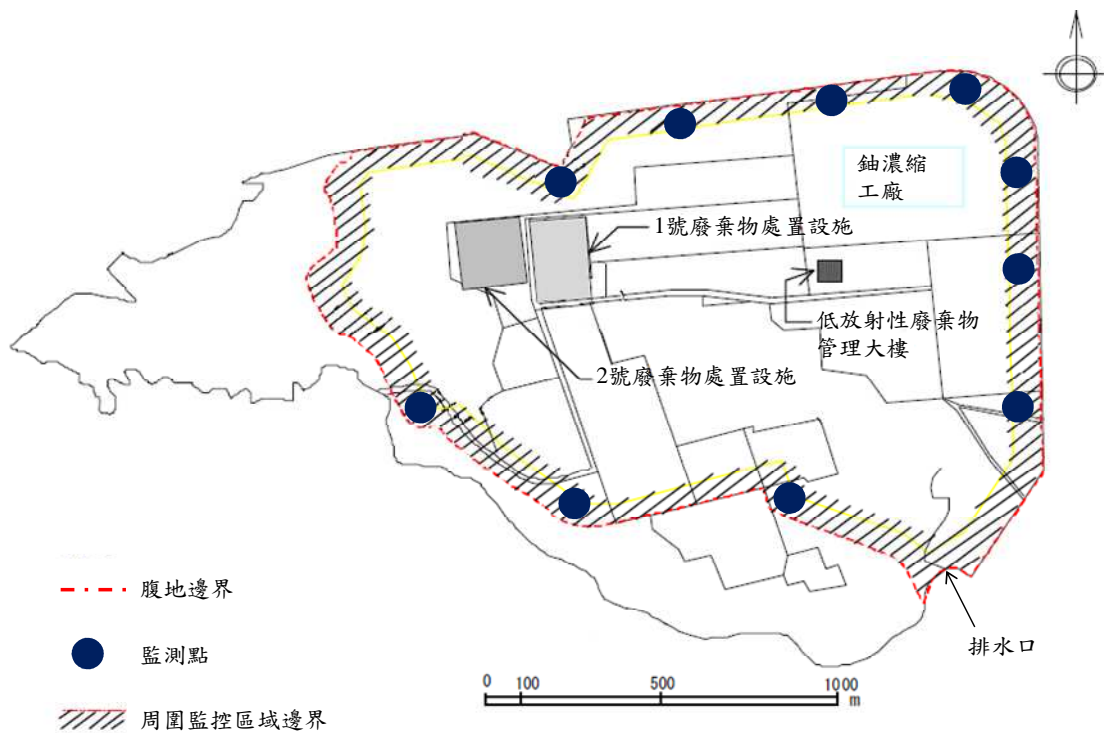 鈾濃縮
工廠
1號廢棄物處置設施
低放射性廢棄物
管理大樓
2號廢棄物處置設施
腹地邊界
監測點
排水口
周圍監控區域邊界
0 100 500 1000
m